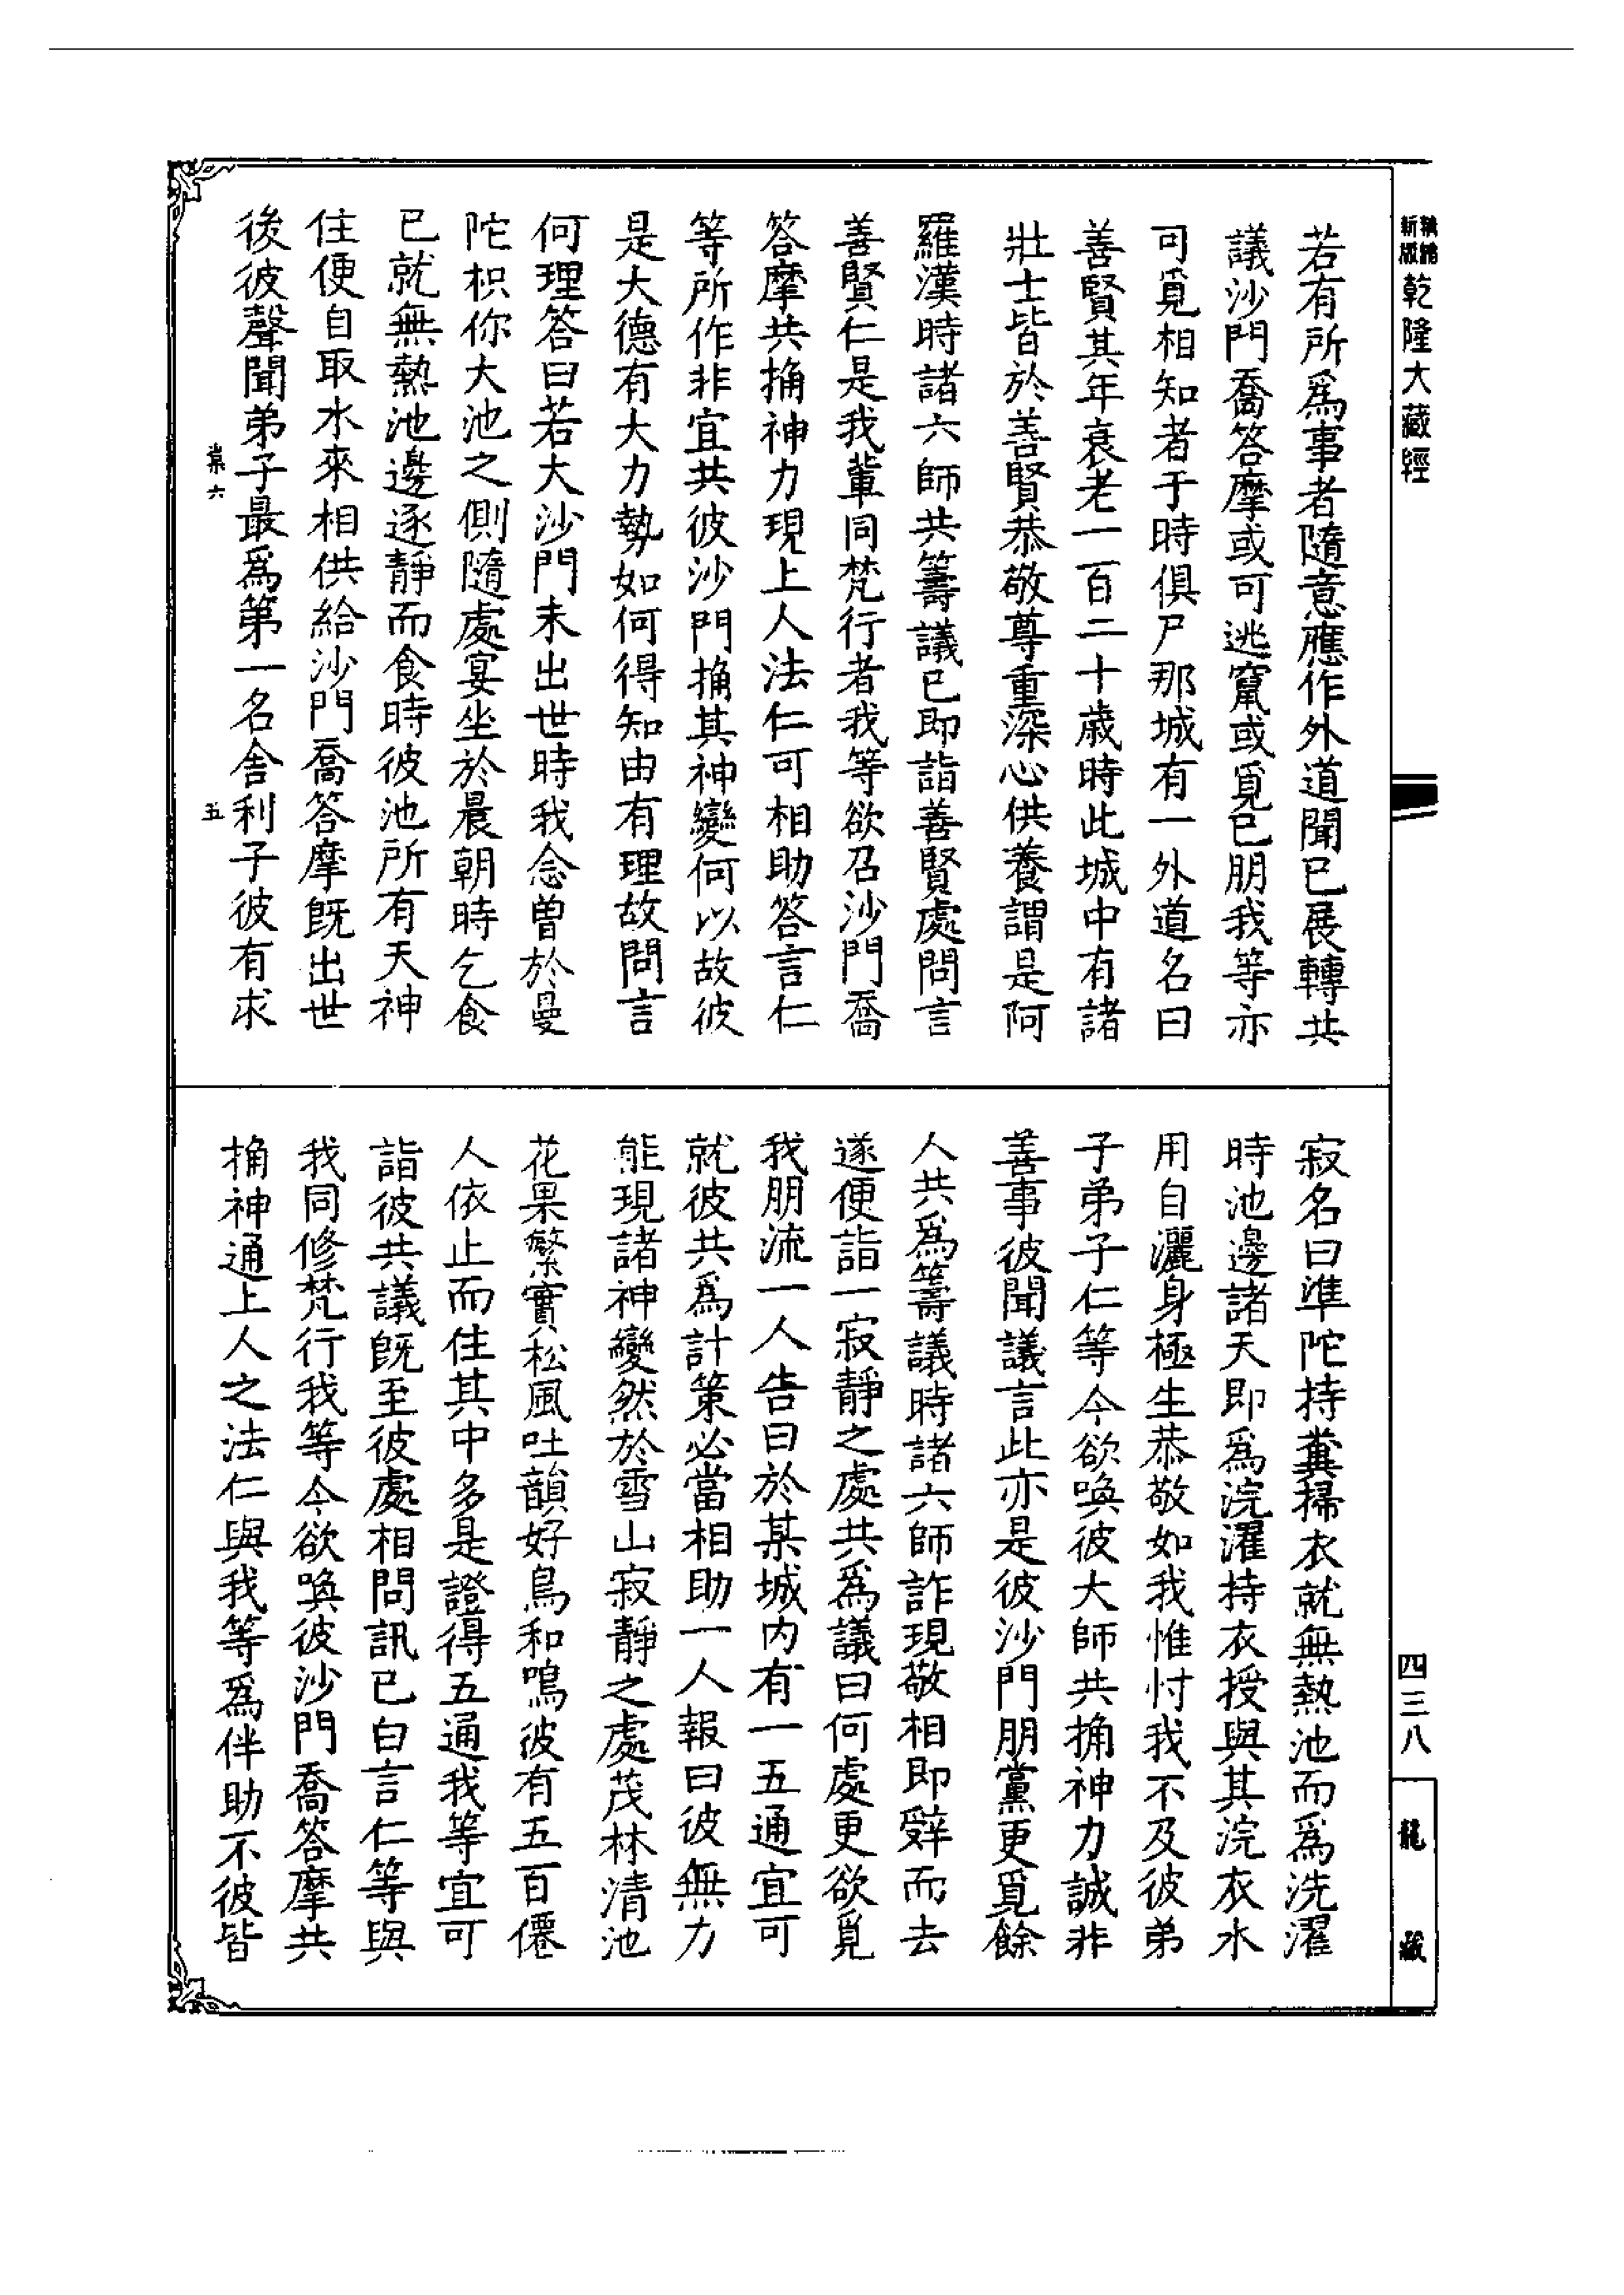 新版精縮乾隆大藏經
若有所爲事者隨意應作外道聞已展轉共
議沙門喬答摩或可逃竄或覓已朋我等亦
可覓相知者于時俱尸那城有一外道名曰
善賢其年衰老一百二十歲時此城中有諸
壯士皆於善賢恭敬尊重深心供養謂是阿
羅漢時諸六師共籌議已即詣善賢處問言
善賢仁是我輩同梵行者我等欲召沙門喬
答摩共捔神力現上人法仁可相助答言仁
等所作非宜共彼沙門捔其神變何以故彼
是大德有大力勢如何得知由有理故問言
何理答曰若大沙門未出世時我念曾於曼
陀枳你大池之側隨處宴坐於晨朝時乞食
已就無熱池邊逐靜而食時彼池所有天神
住便自取水來相供給沙門喬答摩既出世
後彼聲聞弟子最爲第一名舍利子彼有求
六
五
寂名曰準陀持糞掃衣就無熱池而爲洗濯
時池邊諸天即爲浣濯持衣授與其浣衣水
用自灑身極生恭敬如我惟忖我不及彼弟
子弟子仁等今欲喚彼大師共捔神力誠非
善事彼聞議言此亦是彼沙門朋黨更覓餘
人共爲籌議時諸六師詐現敬相即辭而去
遂便詣一寂靜之處共爲議曰何處更欲覓
我朋流一人告曰於某城内有一五通宜可
就彼共爲計策必當相助一人報曰彼無力
能現諸神變然於雪山寂靜之處茂林清池
花果繁實松風吐韻好鳥和鳴彼有五百僊
人依止而住其中多是證得五通我等宜可
詣彼共議既至彼處相問訊已白言仁等與
我同修梵行我等今欲喚彼沙門喬答摩共
捔神通上人之法仁與我等爲伴助不彼皆
四三八
龍藏